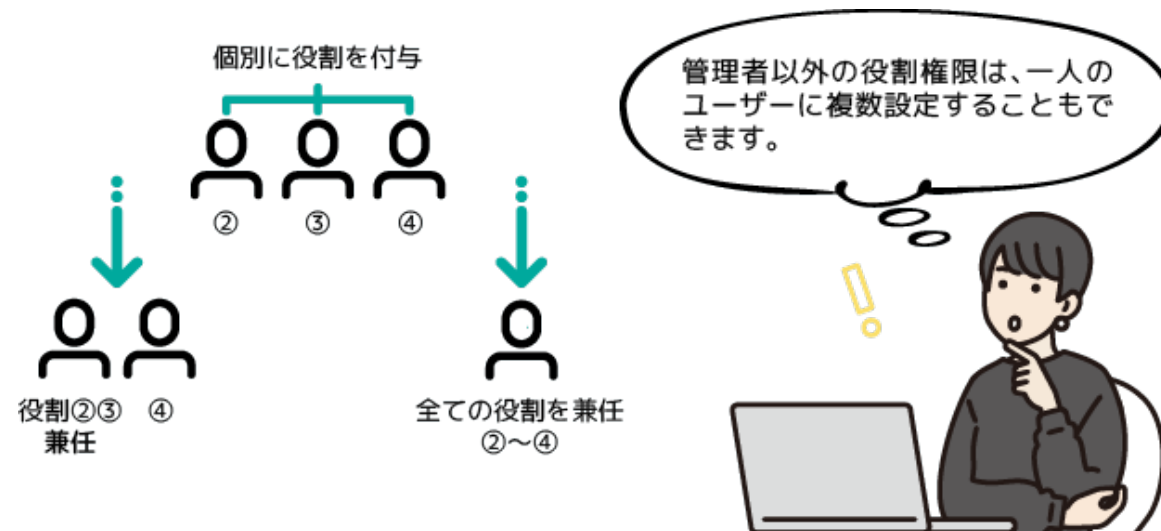 個別に役割を付与
② ③ ④
役割②③ ④
兼任
全ての役割を兼任
②～④
管理者以外の役割権限は、一人の
ユーザーに複数設定することもで
きます。